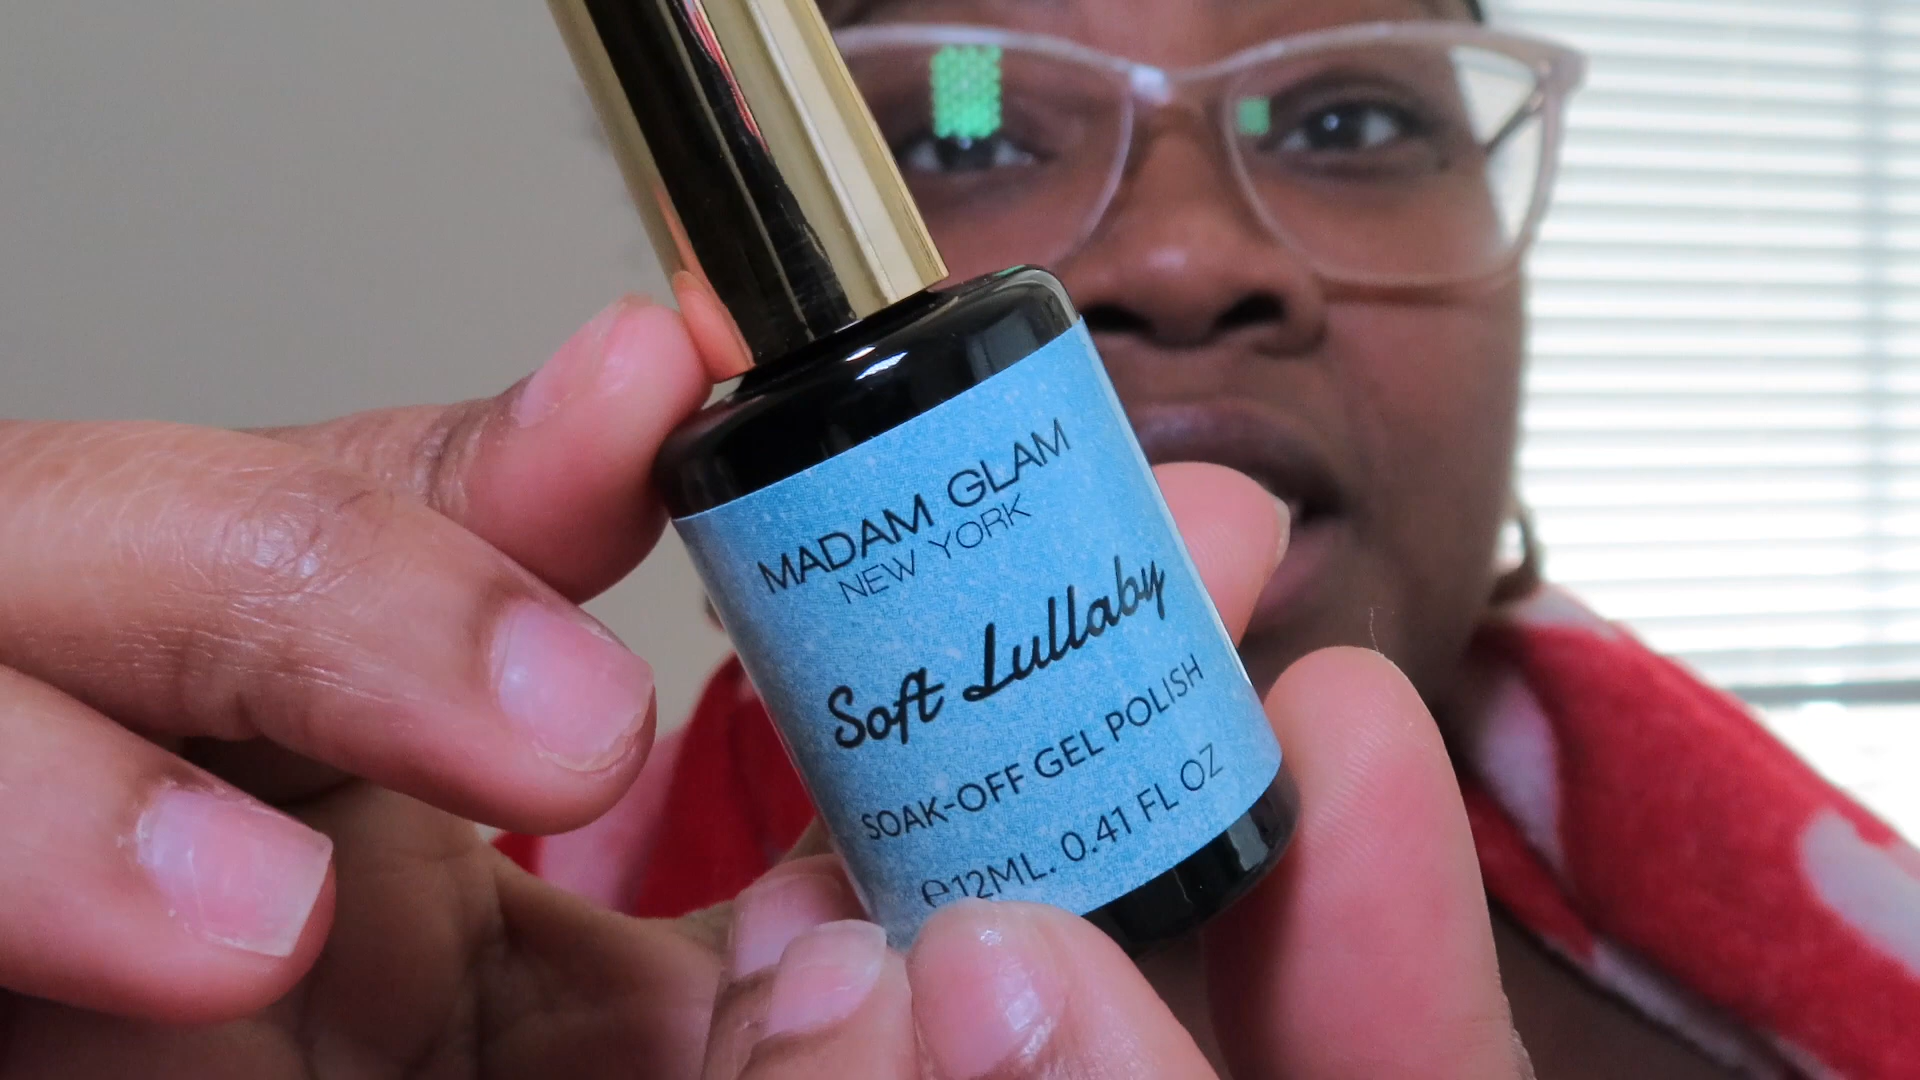 MADAM GLAM
NEW YORK
Soft Lullaby
SOAK-OFF GEL POLISH
℮12ML. 0.41 FL OZ